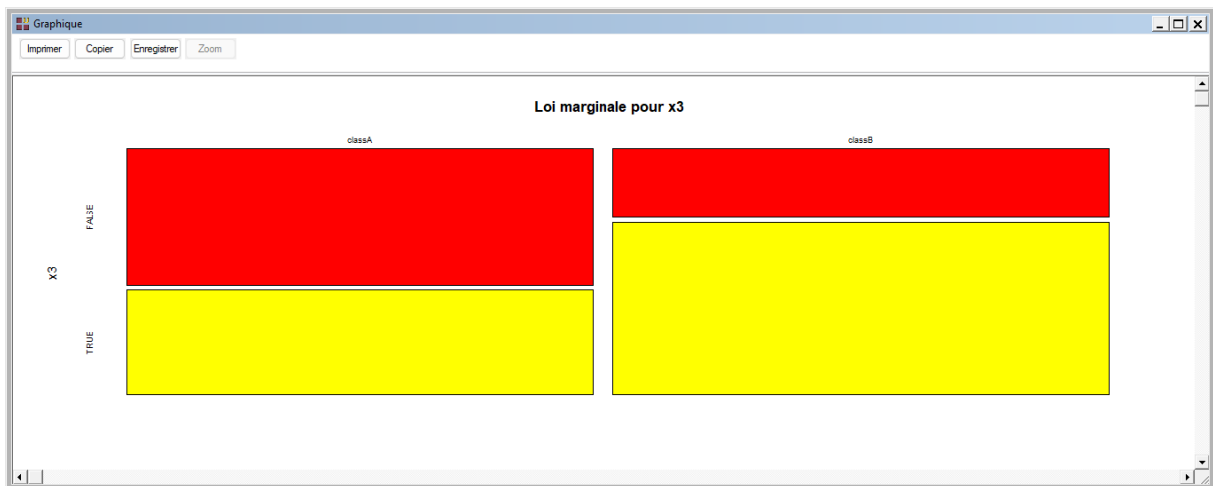 Graphique
Imprimer Copier Enregistrer Zoom
Loi marginale pour x3
classA classB
FALSE
x3
TRUE